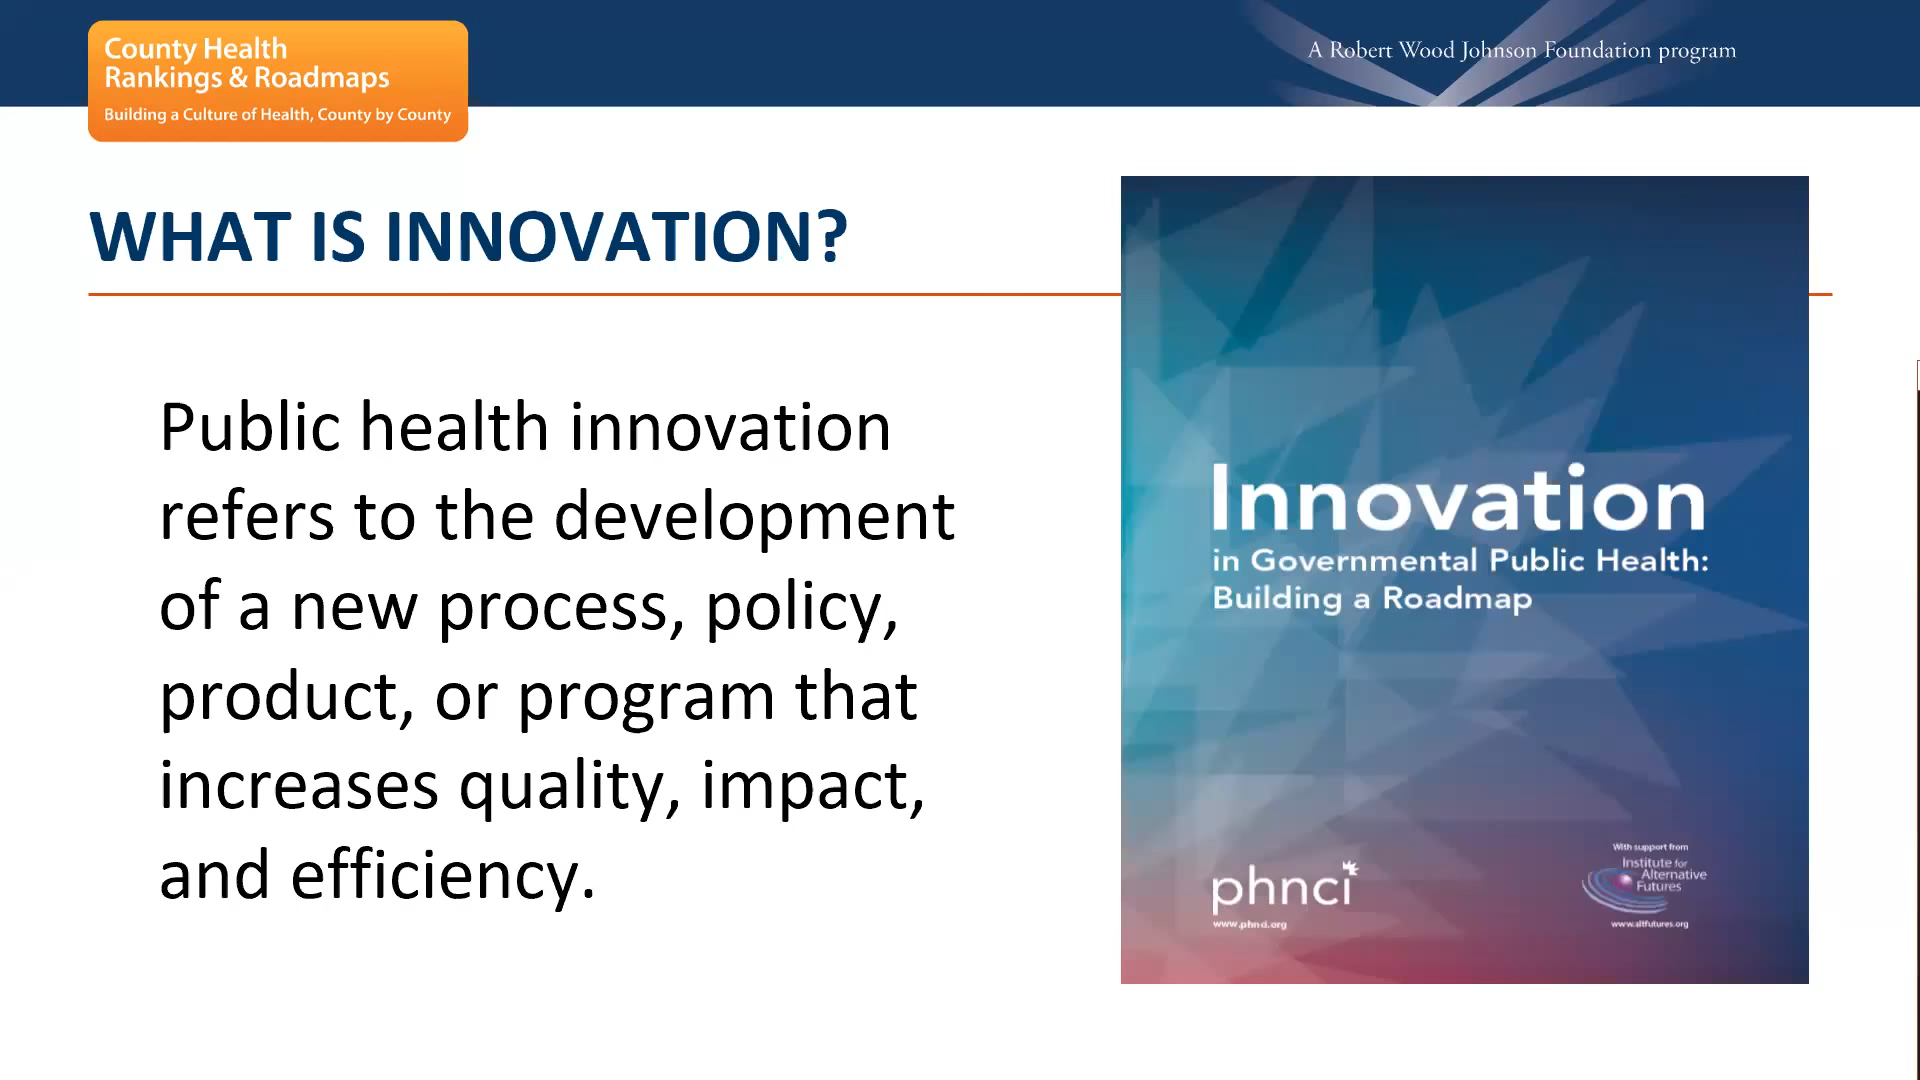 County Health
Rankings & Roadmaps
Building a Culture of Health, County by County
A Robert Wood Johnson Foundation program
WHAT IS INNOVATION?
Public health innovation
refers to the development
of a new process, policy,
product, or program that
increases quality, impact,
and efficiency.
Innovation
in Governmental Public Health:
Building a Roadmap
phnci
www.phnci.org
With support from
Institute for
Alternative
Futures
www.altfutures.org